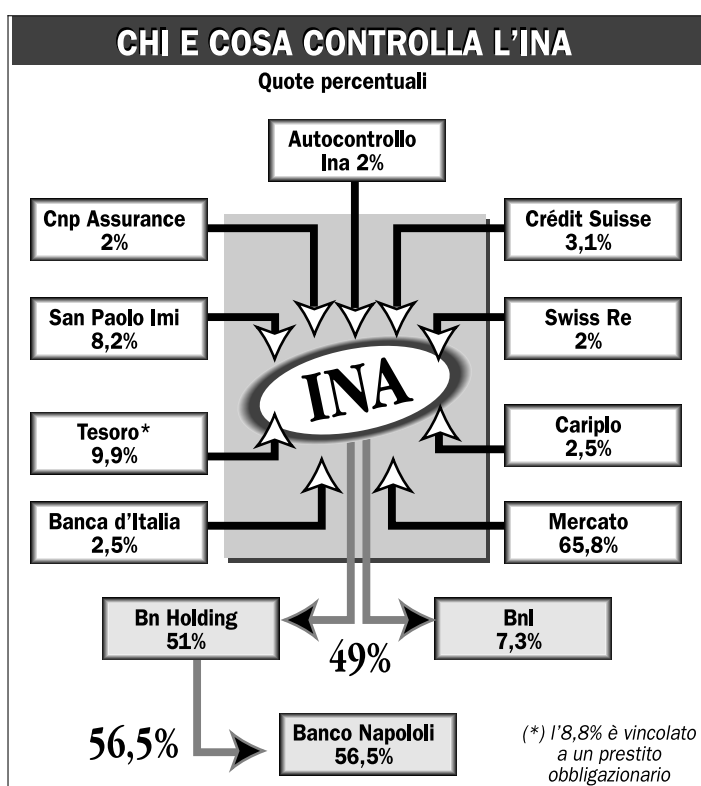 CHI E COSA CONTROLLA L'INA
Quote percentuali
Autocontrollo
Ina 2%
Cnp Assurance
2%
Crédit Suisse
3,1%
San Paolo Imi
8,2%
Swiss Re
2%
INA
Tesoro*
9,9%
Cariplo
2,5%
Banca d'Italia
2,5%
Mercato
65,8%
Bn Holding
51%
49%
Bnl
7,3%
56,5%
Banco Napololi
56,5%
(*) l'8,8% è vincolato
a un prestito
obbligazionario